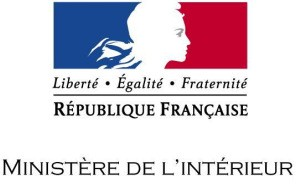 Liberté • Égalité • Fraternité
RÉPUBLIQUE FRANÇAISE
MINISTÈRE DE L'INTÉRIEUR